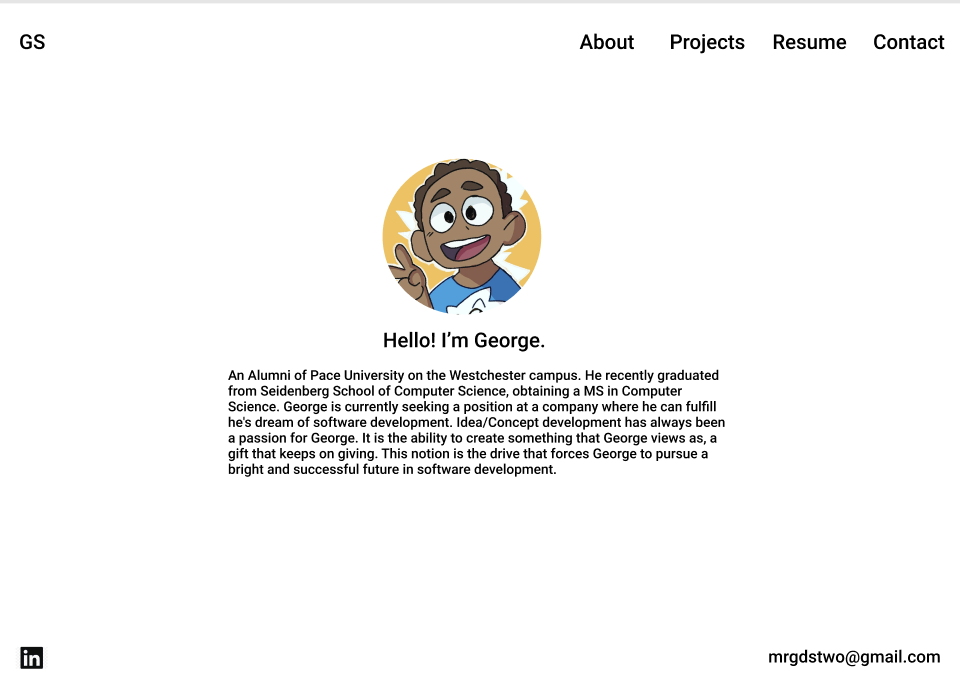 GS
About Projects Resume Contact
Hello! I’m George.
An Alumni of Pace University on the Westchester campus. He recently graduated
from Seidenberg School of Computer Science, obtaining a MS in Computer
Science. George is currently seeking a position at a company where he can fulfill
he's dream of software development. Idea/Concept development has always been
a passion for George. It is the ability to create something that George views as, a
gift that keeps on giving. This notion is the drive that forces George to pursue a
bright and successful future in software development.
in
mrgdstwo@gmail.com